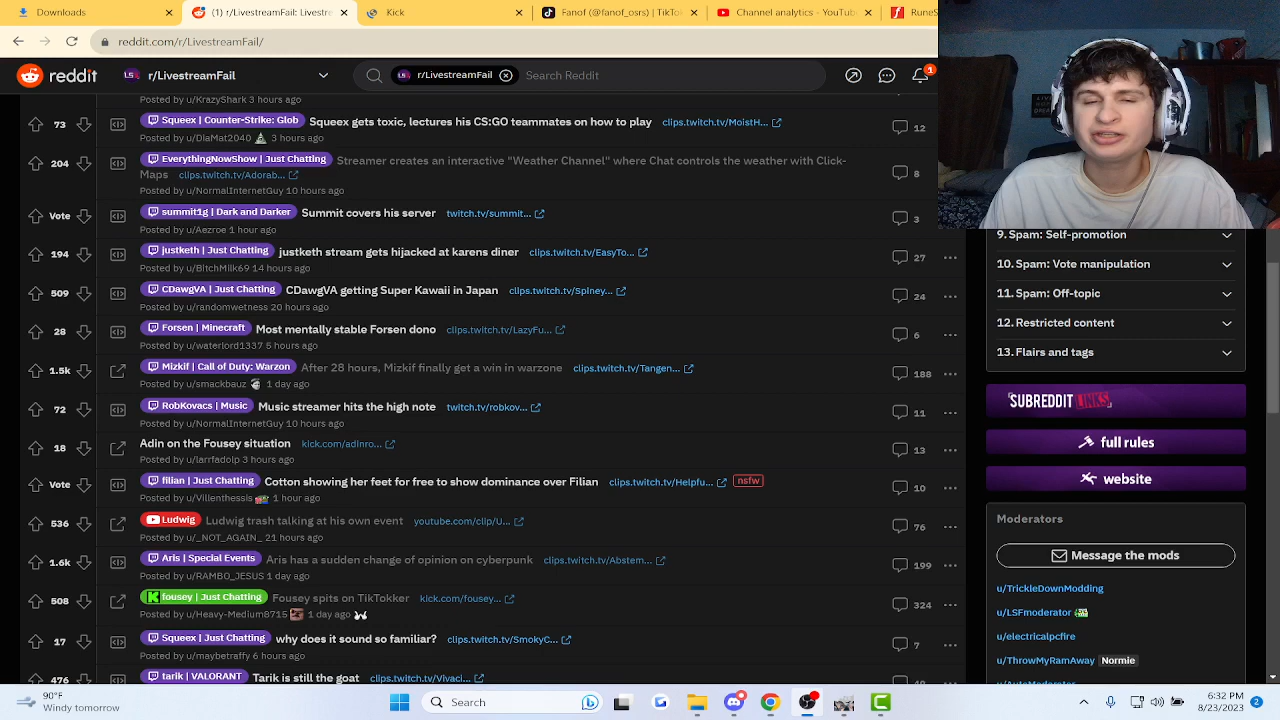 Downloads
r/LivestreamFail
Kick
Fanof (@fanof_osrs) | TikTo
Channel analytics - YouTube
RuneS
reddit.com/r/LivestreamFail/
reddit
r/LivestreamFail
r/LivestreamFail
Search Reddit
1
Posted by u/KrazyShark 3 hours ago
73
Squeex | Counter-Strike: Glob
Squeex gets toxic, lectures his CS:GO teammates on how to play
clips.twitch.tv/MoistH...
12
Posted by u/DlaMat2040 3 hours ago
204
EverythingNowShow | Just Chatting
Streamer creates an interactive "Weather Channel" where Chat controls the weather with Click-
Maps
clips.twitch.tv/Adorab...
8
Posted by u/NormalInternetGuy 10 hours ago
Vote
summit1g | Dark and Darker
Summit covers his server
twitch.tv/summit...
3
Posted by u/Aezroe 1 hour ago
194
justketh | Just Chatting
justketh stream gets hijacked at karens diner
clips.twitch.tv/EasyTo...
27
Posted by u/BitchMilk69 14 hours ago
509
CDawgVA | Just Chatting
CDawgVA getting Super Kawaii in Japan
clips.twitch.tv/Spiney...
24
Posted by u/randomwetness 20 hours ago
28
Forsen | Minecraft
Most mentally stable Forsen dono
clips.twitch.tv/LazyFu...
6
Posted by u/waterlord1337 5 hours ago
1.5k
Mizkif | Call of Duty: Warzon
After 28 hours, Mizkif finally get a win in warzone
clips.twitch.tv/Tangen...
188
Posted by u/smackbauz 1 day ago
72
RobKovacs | Music
Music streamer hits the high note
twitch.tv/robkov...
11
Posted by u/NormalInternetGuy 10 hours ago
18
Adin on the Fousey situation
kick.com/adinro...
13
Posted by u/larrfadolp 3 hours ago
Vote
filian | Just Chatting
Cotton showing her feet for free to show dominance over Filian
clips.twitch.tv/Helpfu...
nsfw
10
Posted by u/Villenthessis 1 hour ago
536
Ludwig
Ludwig trash talking at his own event
youtube.com/clip/U...
76
Posted by u/_NOT_AGAIN_ 21 hours ago
1.6k
Aris | Special Events
Aris has a sudden change of opinion on cyberpunk
clips.twitch.tv/Abstem...
199
Posted by u/RAMBO_JESUS 1 day ago
508
fousey | Just Chatting
Fousey spits on TikTokker
kick.com/fousey...
324
Posted by u/Heavy-Medium8715 1 day ago
17
Squeex | Just Chatting
why does it sound so familiar?
clips.twitch.tv/SmokyC...
7
Posted by u/maybetraffy 6 hours ago
476
tarik | VALORANT
Tarik is still the goat
clips.twitch.tv/Vivaci...
48
9. Spam: Self-promotion
10. Spam: Vote manipulation
11. Spam: Off-topic
12. Restricted content
13. Flairs and tags
SUBREDDIT LINKS
full rules
website
Moderators
Message the mods
u/TrickleDownModding
u/LSFmoderator
u/electricalpcfire
u/ThrowMyRamAway Normie
u/AutoModerator
90°F
Windy tomorrow
Search
6:32 PM
8/23/2023
2